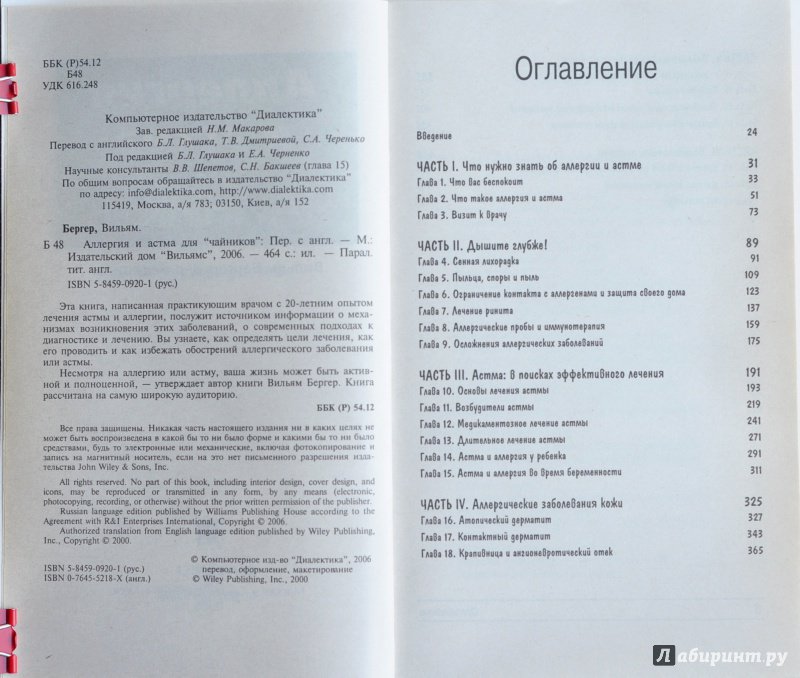 ББК (Р)54.12
Б48
УДК 616.248
Компьютерное издательство "Диалектика"
Зав. редакцией Н.М. Макарова
Перевод с английского Б.Л. Глушака, Т.В. Дмитриевой, С.А. Черенько
Под редакцией Б.Л. Глушака и Е.А. Черненко
Научные консультанты В.В. Шепетов, С.Н. Бакшеев (глава 15)
По общим вопросам обращайтесь в издательство "Диалектика"
по адресу: info@dialektika.com, http://www.dialektika.com
115419, Москва, а/я 783; 03150, Киев, а/я 152
Бергер, Вильям.
Б 48 Аллергия и астма для "чайников": Пер. с англ. — М.:
Издательский дом "Вильямс", 2006. — 464 с.: ил. — Парал.
тит. англ.
ISBN 5-8459-0920-1 (рус.)
Эта книга, написанная практикующим врачом с 20-летним опытом
лечения астмы и аллергии, послужит источником информации о меха-
низмах возникновения этих заболеваний, о современных подходах к
диагностике и лечению. Вы узнаете, как определять цели лечения, как
его проводить и как избежать обострений аллергического заболевания
или астмы.
Несмотря на аллергию или астму, ваша жизнь может быть актив-
ной и полноценной, — утверждает автор книги Вильям Бергер. Книга
рассчитана на самую широкую аудиторию.
ББК (Р) 54.12
Все права защищены. Никакая часть настоящего издания ни в каких целях не
может быть воспроизведена в какой бы то ни было форме и какими бы то ни было
средствами, будь то электронные или механические, включая фотокопирование и
запись на магнитный носитель, если на это нет письменного разрешения изда-
тельства John Wiley & Sons, Inc.
All rights reserved. No part of this book, including interior design, cover design, and
icons, may be reproduced or transmitted in any form, by any means (electronic,
photocopying, recording, or otherwise) without the prior written permission of the publisher.
Russian language edition published by Williams Publishing House according to the
Agreement with R&I Enterprises International, Copyright © 2006.
Authorized translation from English language edition published by Wiley Publishing,
Inc., Copyright © 2000.
ISBN 5-8459-0920-1 (рус.)
ISBN 0-7645-5218-X (англ.)
© Компьютерное изд-во "Диалектика", 2006
перевод, оформление, макетирование
© Wiley Publishing, Inc., 2000
Оглавление
Введение 24
ЧАСТЬ I. Что нужно знать об аллергии и астме 31
Глава 1. Что вас беспокоит 33
Глава 2. Что такое аллергия и астма 51
Глава 3. Визит к врачу 73
ЧАСТЬ II. Дышите глубже! 89
Глава 4. Сенная лихорадка 91
Глава 5. Пыльца, споры и пыль 109
Глава 6. Ограничение контакта с аллергенами и защита своего дома 123
Глава 7. Лечение ринита 137
Глава 8. Аллергические пробы и иммунотерапия 159
Глава 9. Осложнения аллергических заболеваний 175
ЧАСТЬ III. Астма: в поисках эффективного лечения 191
Глава 10. Основы лечения астмы 193
Глава 11. Возбудители астмы 219
Глава 12. Медикаментозное лечение астмы 241
Глава 13. Длительное лечение астмы 271
Глава 14. Астма и аллергия у ребенка 291
Глава 15. Астма и аллергия во время беременности 311
ЧАСТЬ IV. Аллергические заболевания кожи 325
Глава 16. Атопический дерматит 327
Глава 17. Контактный дерматит 343
Глава 18. Крапивница и ангионевротический отек 365
Лабиринт.ру